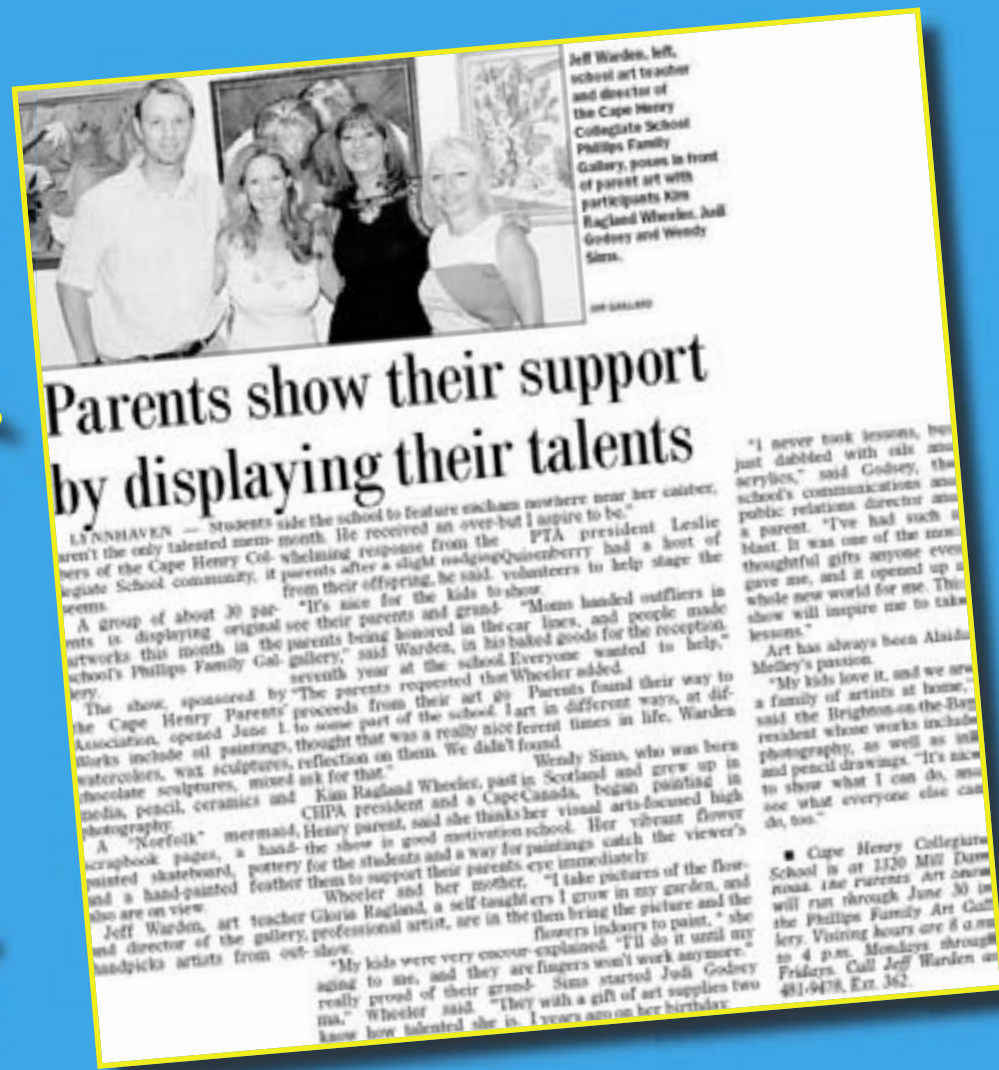 Jeff Warden, left,
school art teacher
and director of
the Cape Henry
Collegiate School
Phillips Family
Gallery, poses in front
of parent art with
participants Kim
Ragland Wheeler, Judi
Godsey and Wendy
Sims.
Parents show their support
by displaying their talents
LYNNHAVEN — Students
aren't the only talented mem-
bers of the Cape Henry Col-
egiate School community, it
seems.
A group of about 30 par-
nts is displaying original
artworks this month in the
school's Phillips Family Gal-
lery.
The show, sponsored by
the Cape Henry Parents'
Association, opened June 1.
Works include oil paintings,
watercolors, wax sculptures,
chocolate sculptures, mixed
media, pencil, ceramics and
photography.
A "Norfolk" mermaid,
scrapbook pages, a hand-
painted skateboard, pottery
and a hand-painted feather
also are on view.
Jeff Warden, art teacher
and director of the gallery,
handpicks artists from out-
side the school to feature each
month. He received an over-
whelming response from the
parents after a slight nudging
from their offspring, he said.
"It's nice for the kids to
see their parents and grand-
parents being honored in the
gallery," said Warden, in his
seventh year at the school.
"The parents requested that
proceeds from their art go
to some part of the school. I
thought that was a really nice
reflection on them. We didn't
ask for that."
Kim Ragland Wheeler, past
CHPA president and a Cape
Henry parent, said she thinks
the show is good motivation
for the students and a way for
them to support their parents.
Wheeler and her mother,
Gloria Ragland, a self-taught
professional artist, are in the
show.
"My kids were very encour-
aging to me, and they are
really proud of their grand-
ma," Wheeler said. "They
know how talented she is. I
am nowhere near her caliber,
but I aspire to be."
PTA president Leslie
Quisenberry had a host of
volunteers to help stage the
show.
"Moms handed outfliers in
car lines, and people made
baked goods for the reception.
Everyone wanted to help,"
Wheeler added.
Parents found their way to
art in different ways, at dif-
ferent times in life, Warden
found.
Wendy Sims, who was born
in Scotland and grew up in
Canada, began painting in
her visual arts-focused high
school. Her vibrant flower
paintings catch the viewer's
eye immediately.
"I take pictures of the flow-
ers I grow in my garden, and
then bring the picture and the
flowers indoors to paint," she
explained. "I'll do it until my
fingers won't work anymore."
Sims started Judi Godsey
with a gift of art supplies two
years ago on her birthday.
"I never took lessons, but
just dabbled with oils and
acrylics," said Godsey, the
school's communications and
public relations director and
a parent. "I've had such a
blast. It was one of the most
thoughtful gifts anyone ever
gave me, and it opened up a
whole new world for me. This
show will inspire me to take
lessons."
Art has always been Alaida
Melley's passion.
"My kids love it, and we are
a family of artists at home,"
said the Brighton-on-the-Bay
resident whose works include
photography, as well as ink
and pencil drawings. "It's nice
to show what I can do, and
see what everyone else can
do, too."
■ Cape Henry Collegiate
School is at 1320 Mill Dam
Road. The Parents' Art Show
will run through June 30 in
the Phillips Family Art Gal-
lery. Visiting hours are 8 a.m.
to 4 p.m. Mondays through
Fridays. Call Jeff Warden at
481-9478, Ext. 362.